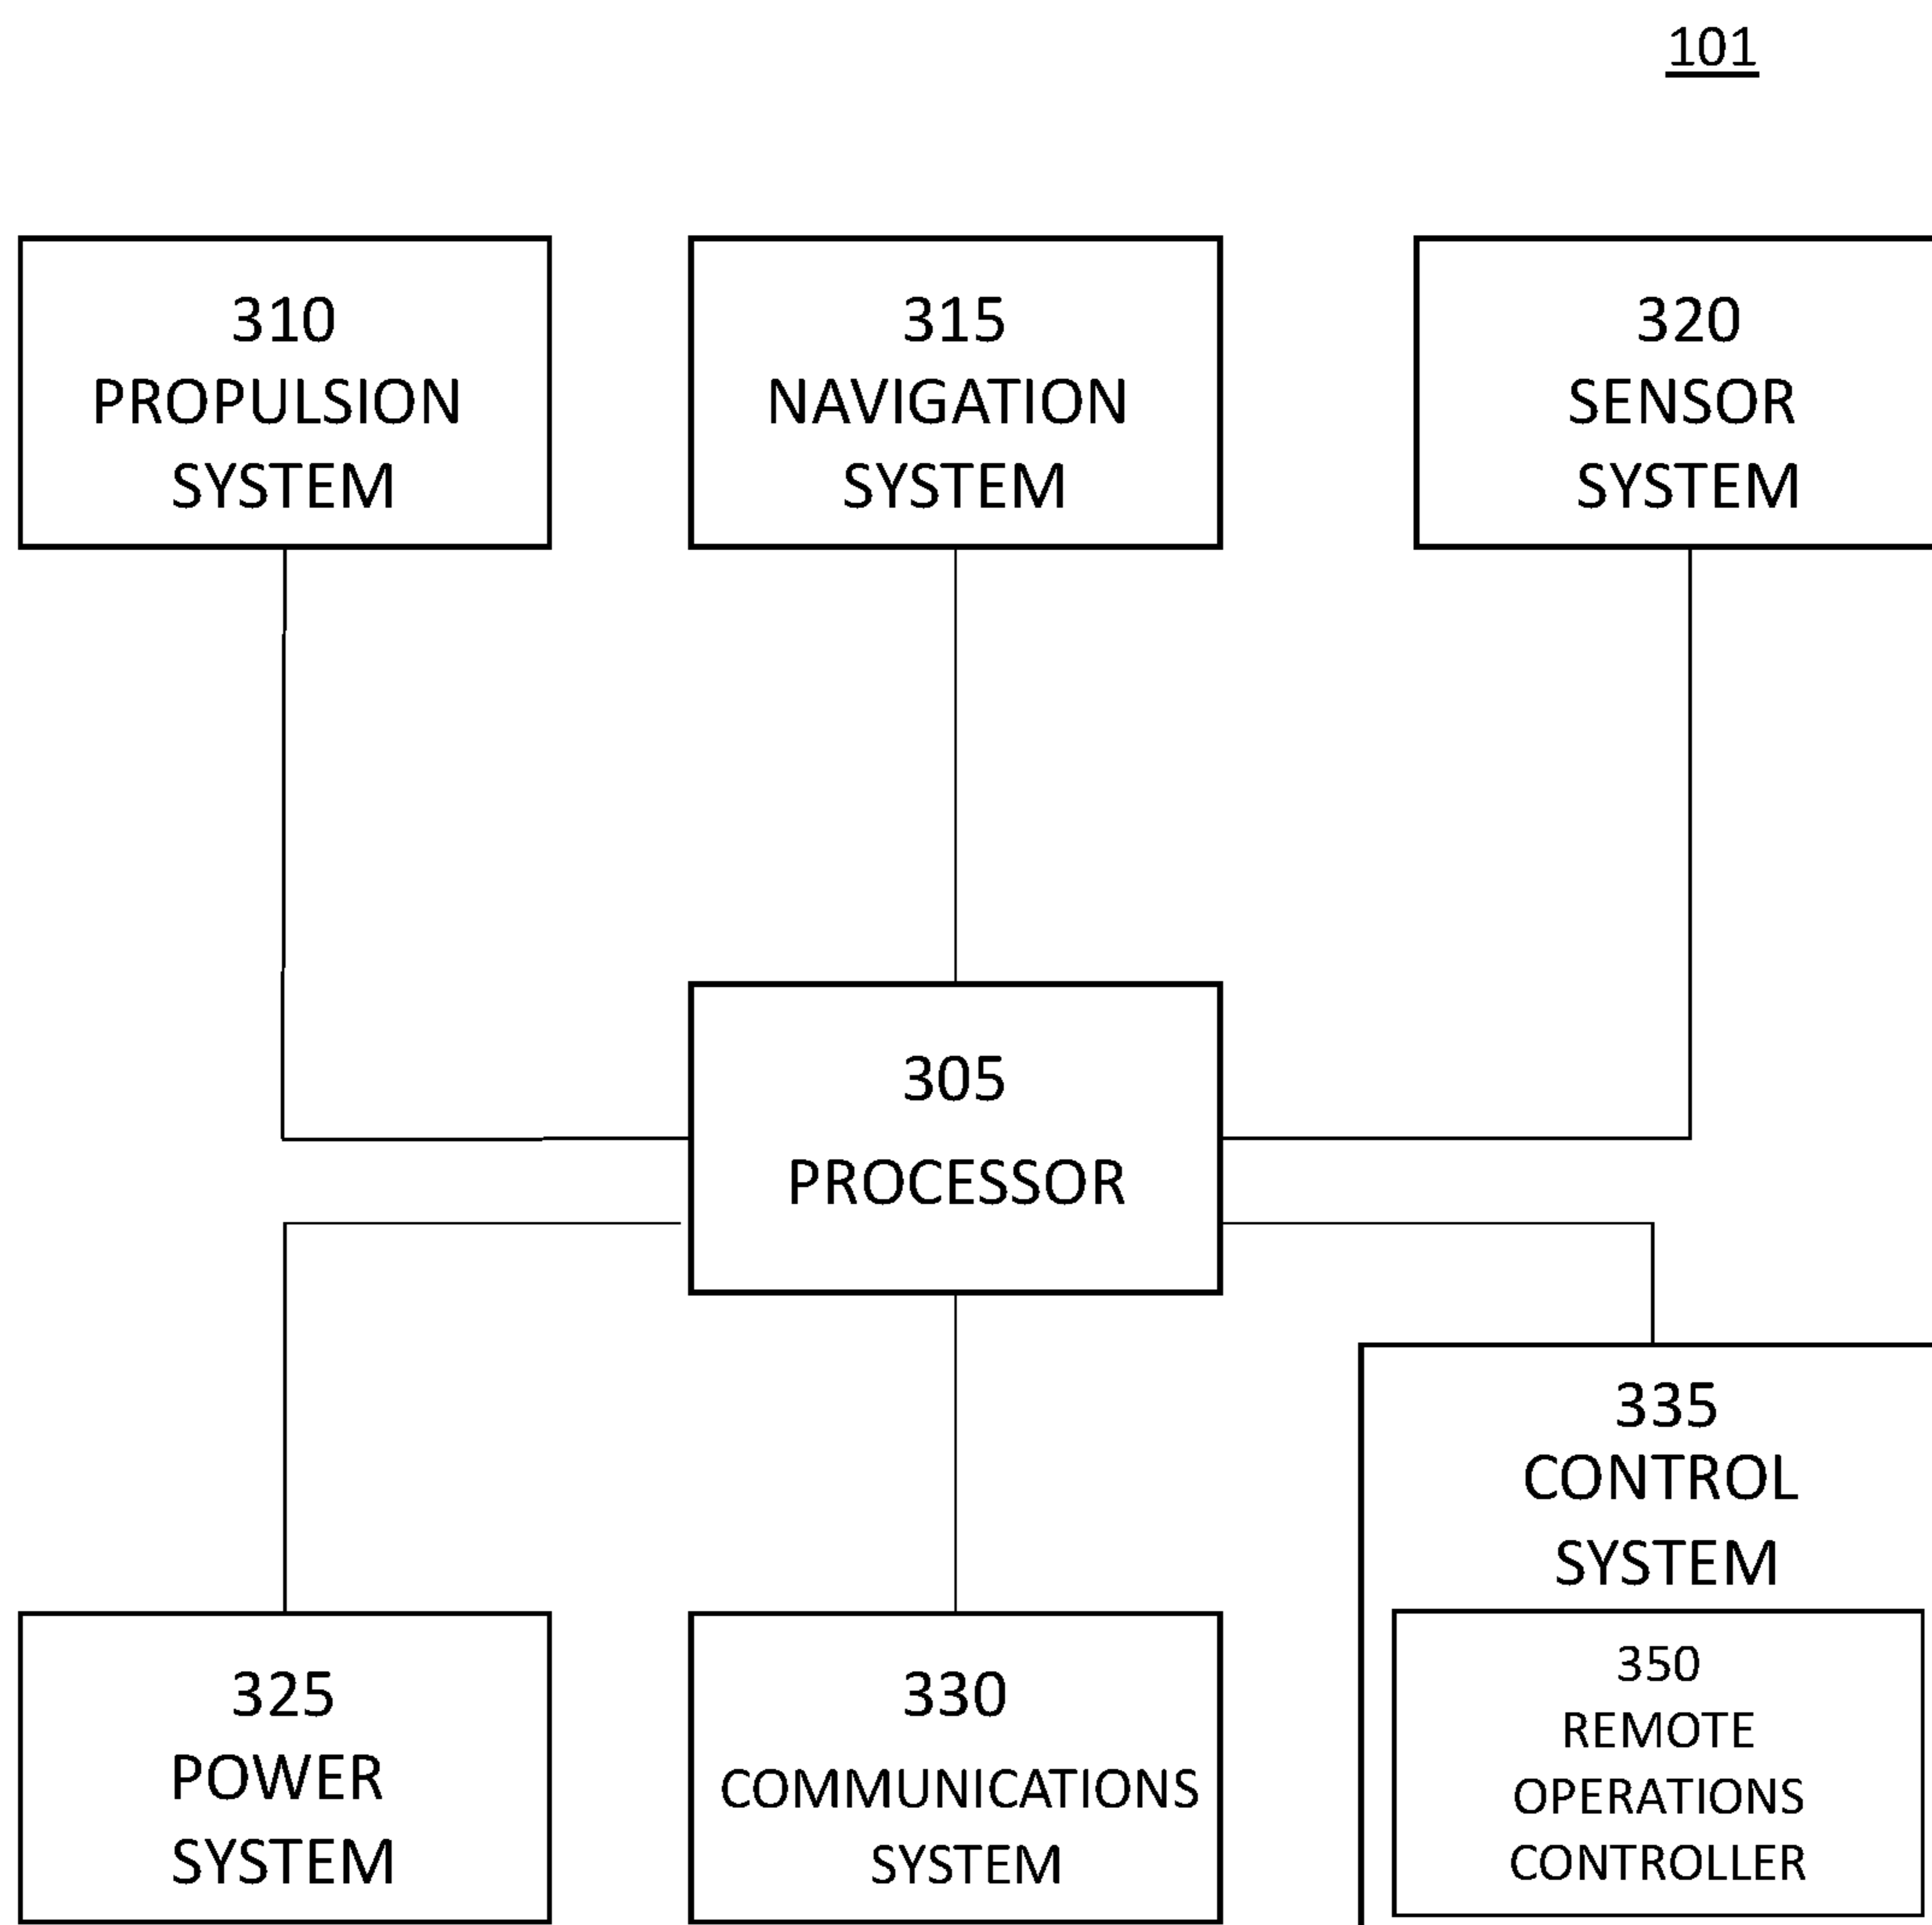 101
310
PROPULSION
SYSTEM
315
NAVIGATION
SYSTEM
320
SENSOR
SYSTEM
305
PROCESSOR
325
POWER
SYSTEM
330
COMMUNICATIONS
SYSTEM
335
CONTROL
SYSTEM
350
REMOTE
OPERATIONS
CONTROLLER